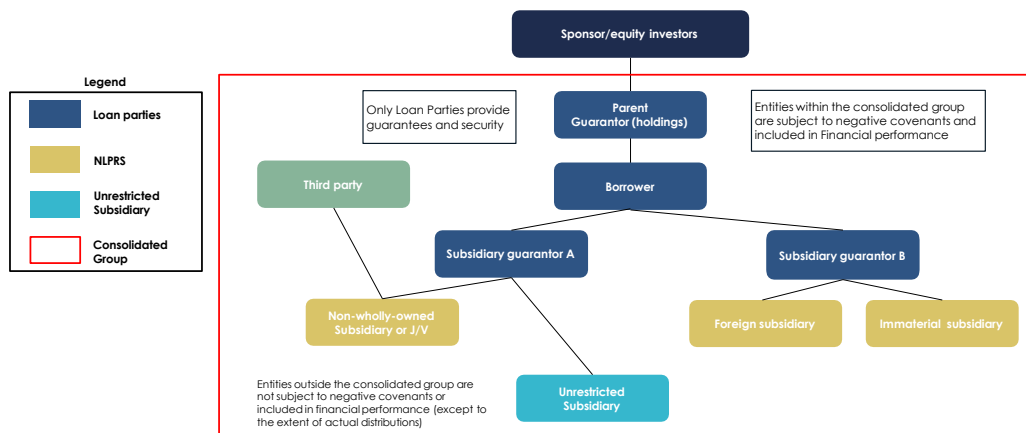 Sponsor/equity investors
Legend
Loan parties
NLPRS
Unrestricted
Subsidiary
Consolidated
Group
Only Loan Parties provide
guarantees and security
Parent
Guarantor (holdings)
Entities within the consolidated group
are subject to negative covenants and
included in Financial performance
Third party
Borrower
Subsidiary guarantor A
Subsidiary guarantor B
Non-wholly-owned
Subsidiary or J/V
Foreign subsidiary
Immaterial subsidiary
Entities outside the consolidated group are
not subject to negative covenants or
included in financial performance (except to
the extent of actual distributions)
Unrestricted
Subsidiary